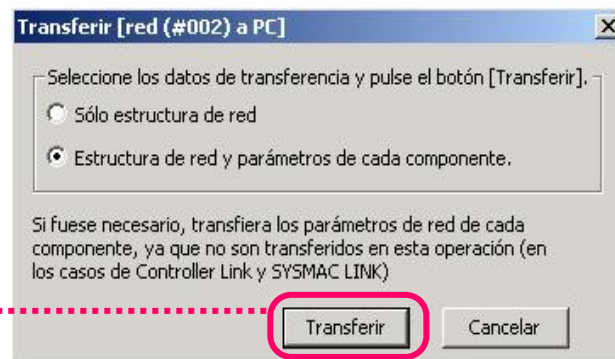 Transferir [red (#002) a PC]
Seleccione los datos de transferencia y pulse el botón [Transferir].
Sólo estructura de red
Estructura de red y parámetros de cada componente.
Si fuese necesario, transfiera los parámetros de red de cada
componente, ya que no son transferidos en esta operación (en
los casos de Controller Link y SYSMAC LINK)
Transferir
Cancelar